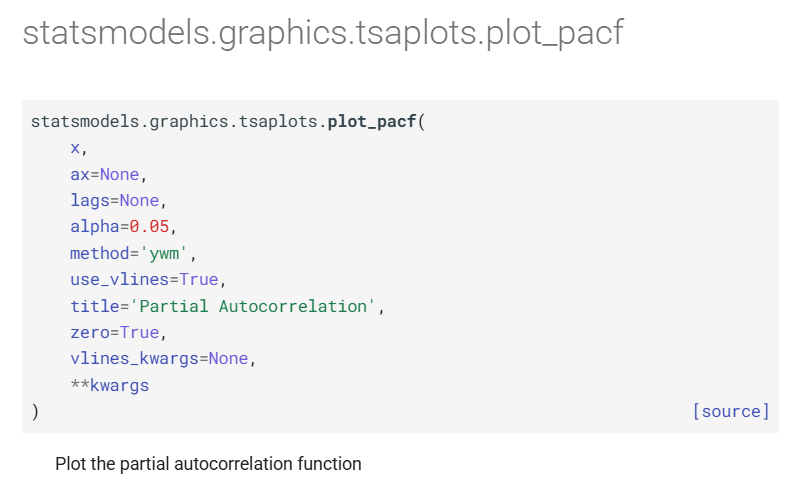 statsmodels.graphics.tsaplots.plot_pacf
statsmodels.graphics.tsaplots.plot_pacf(
x,
ax=None,
lags=None,
alpha=0.05,
method='ywm',
use_vlines=True,
title='Partial Autocorrelation',
zero=True,
vlines_kwargs=None,
**kwargs
) [source]
Plot the partial autocorrelation function